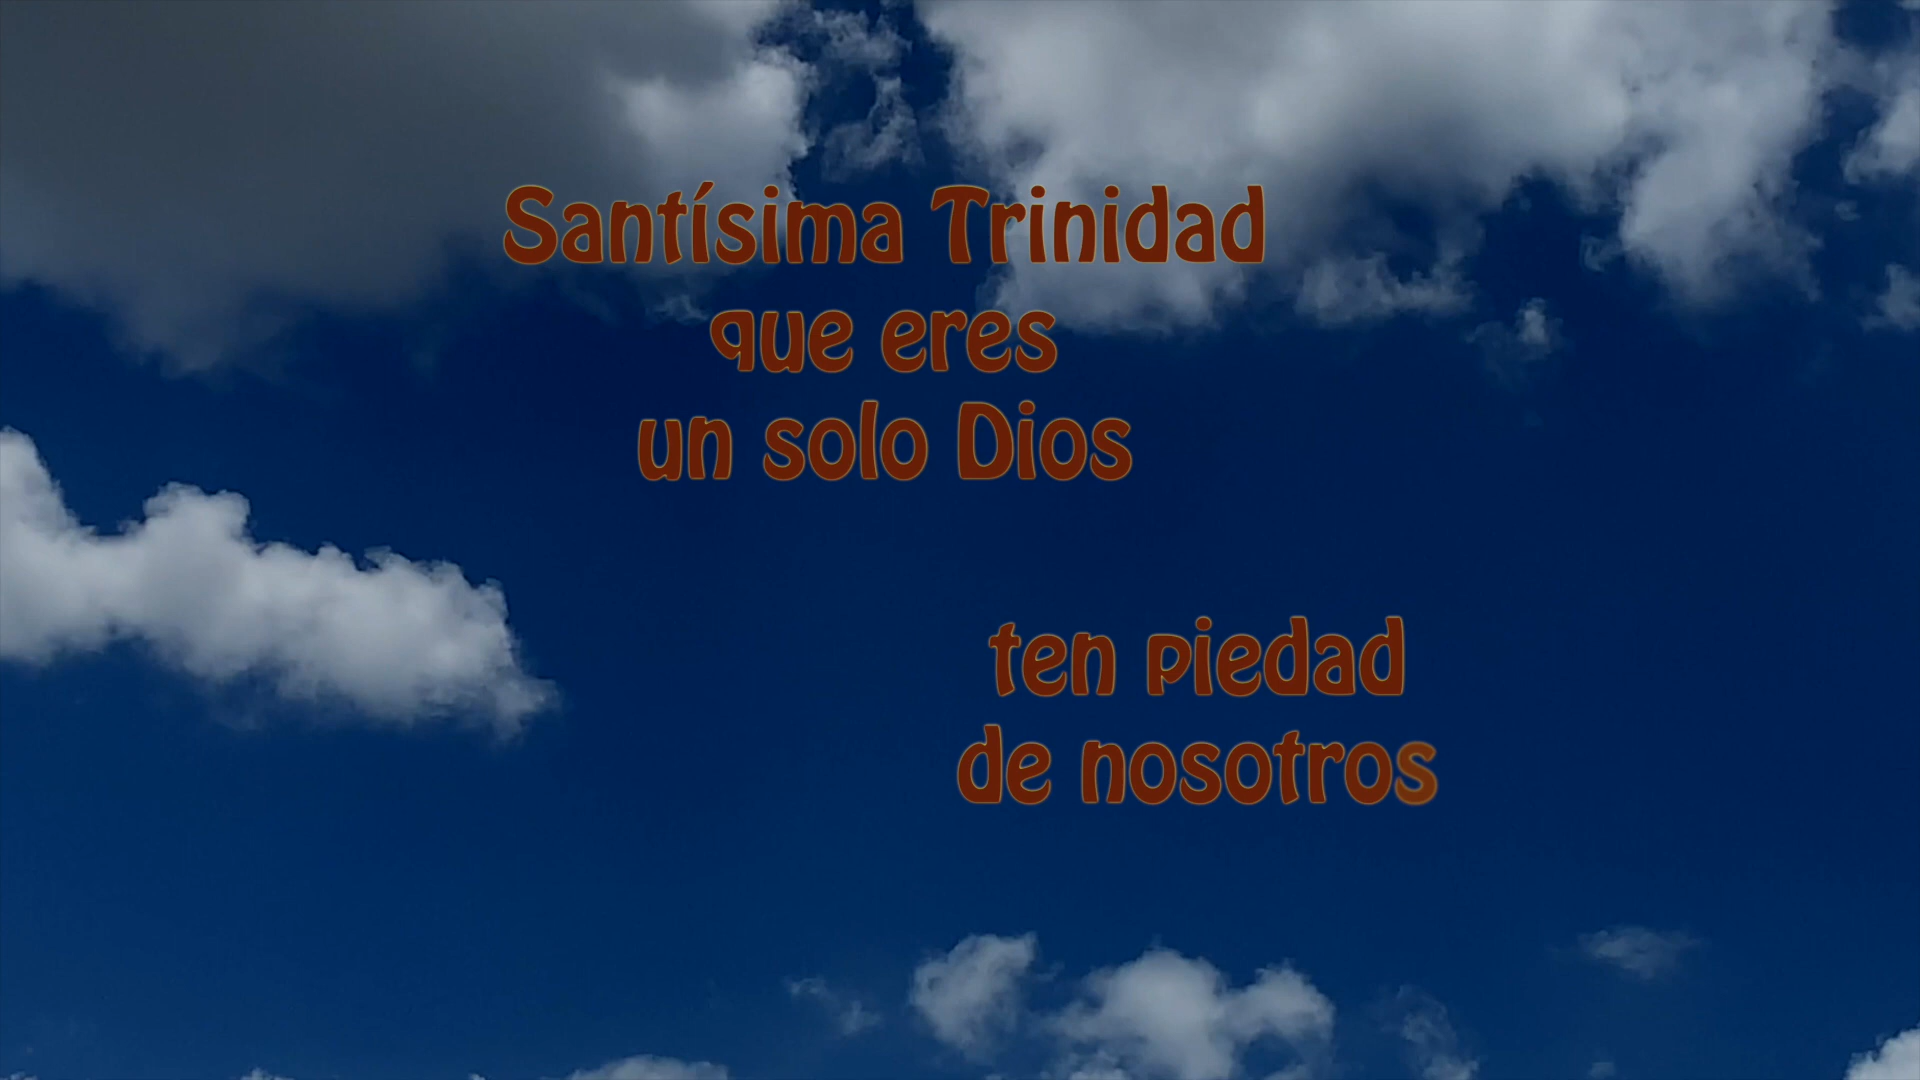 Santísima Trinidad
que eres
un solo Dios
ten piedad
de nosotros